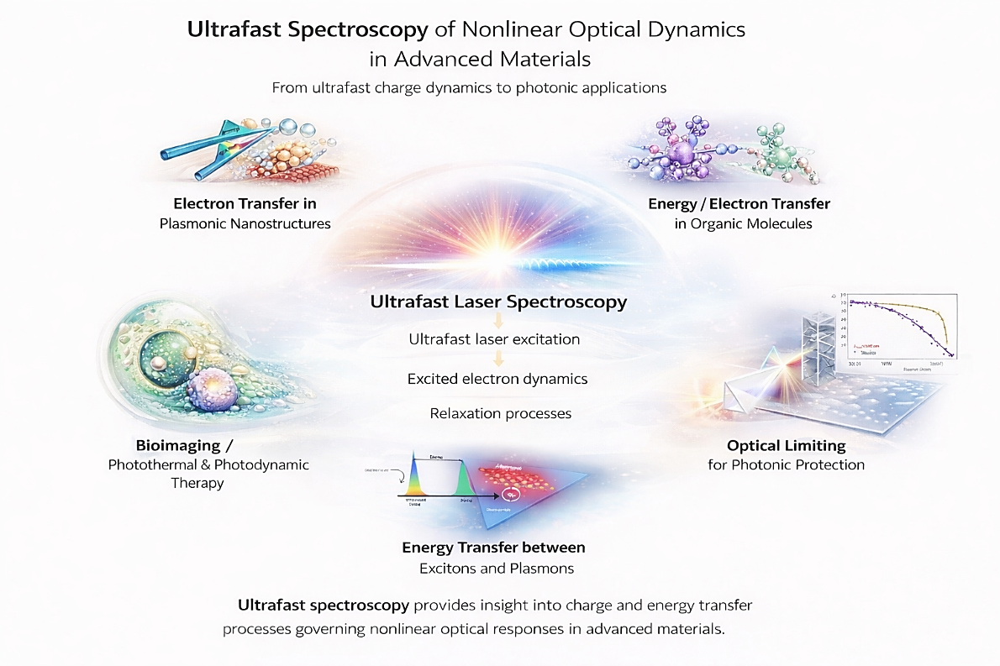 Ultrafast Spectroscopy of Nonlinear Optical Dynamics
in Advanced Materials
From ultrafast charge dynamics to photonic applications
Electron Transfer in
Plasmonic Nanostructures
Energy / Electron Transfer
in Organic Molecules
Ultrafast Laser Spectroscopy
Ultrafast laser excitation
Excited electron dynamics
Relaxation processes
Bioimaging /
Photothermal & Photodynamic
Therapy
Optical Limiting
for Photonic Protection
Energy Transfer between
Excitons and Plasmons
Ultrafast spectroscopy provides insight into charge and energy transfer
processes governing nonlinear optical responses in advanced materials.